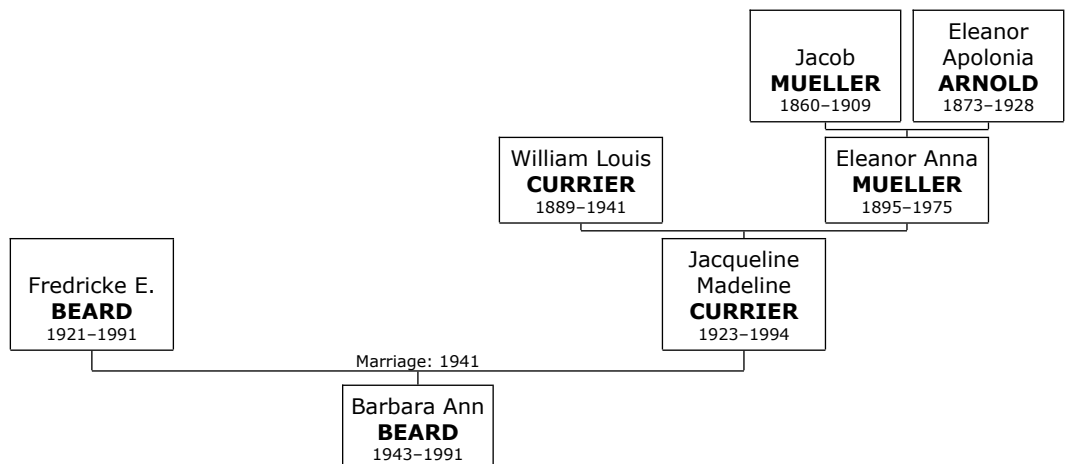 Jacob
MUELLER
1860–1909
Eleanor
Apolonia
ARNOLD
1873–1928
William Louis
CURRIER
1889–1941
Eleanor Anna
MUELLER
1895–1975
Fredricke E.
BEARD
1921–1991
Jacqueline
Madeline
CURRIER
1923–1994
Marriage: 1941
Barbara Ann
BEARD
1943–1991